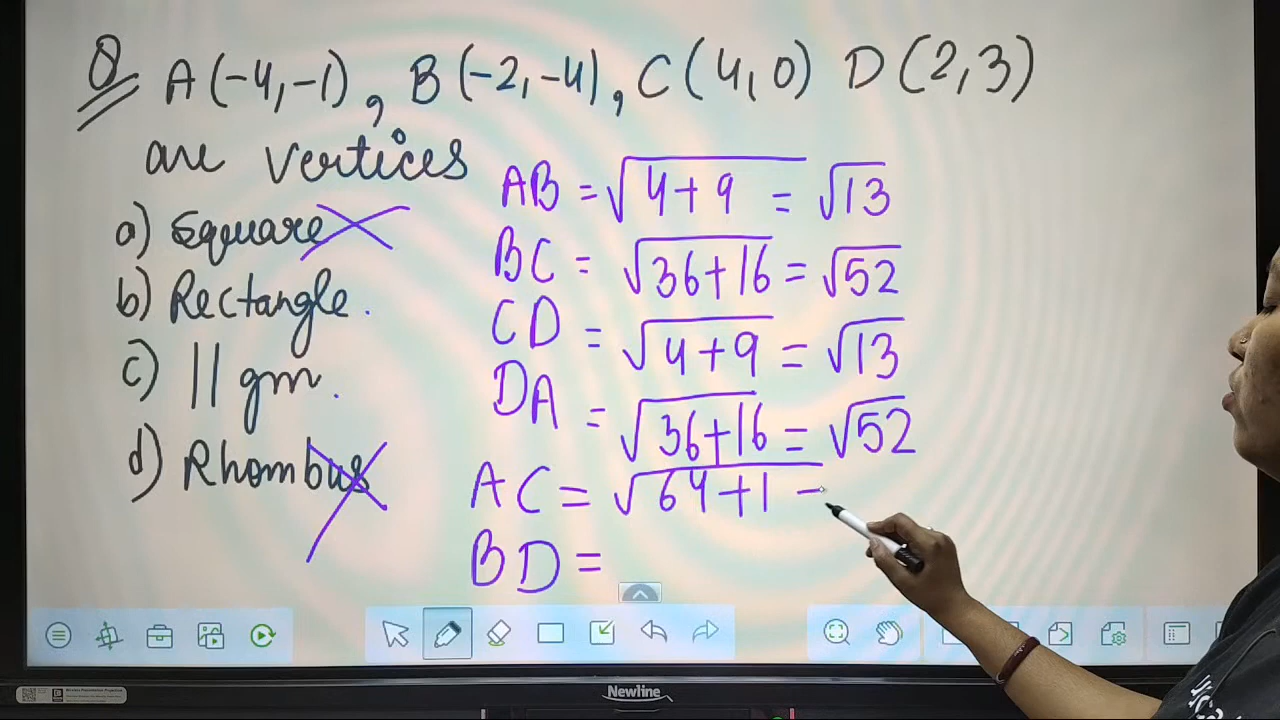 Q A(-4,-1), B(-2,-4), C(4,0) D(2,3)
are vertices
a) Square
b) Rectangle.
c) ||gm.
d) Rhombus
AB = √4+9 = √13
BC = √36+16 = √52
CD = √4+9 = √13
DA = √36+16 = √52
AC = √64+1 -
BD =
Newline